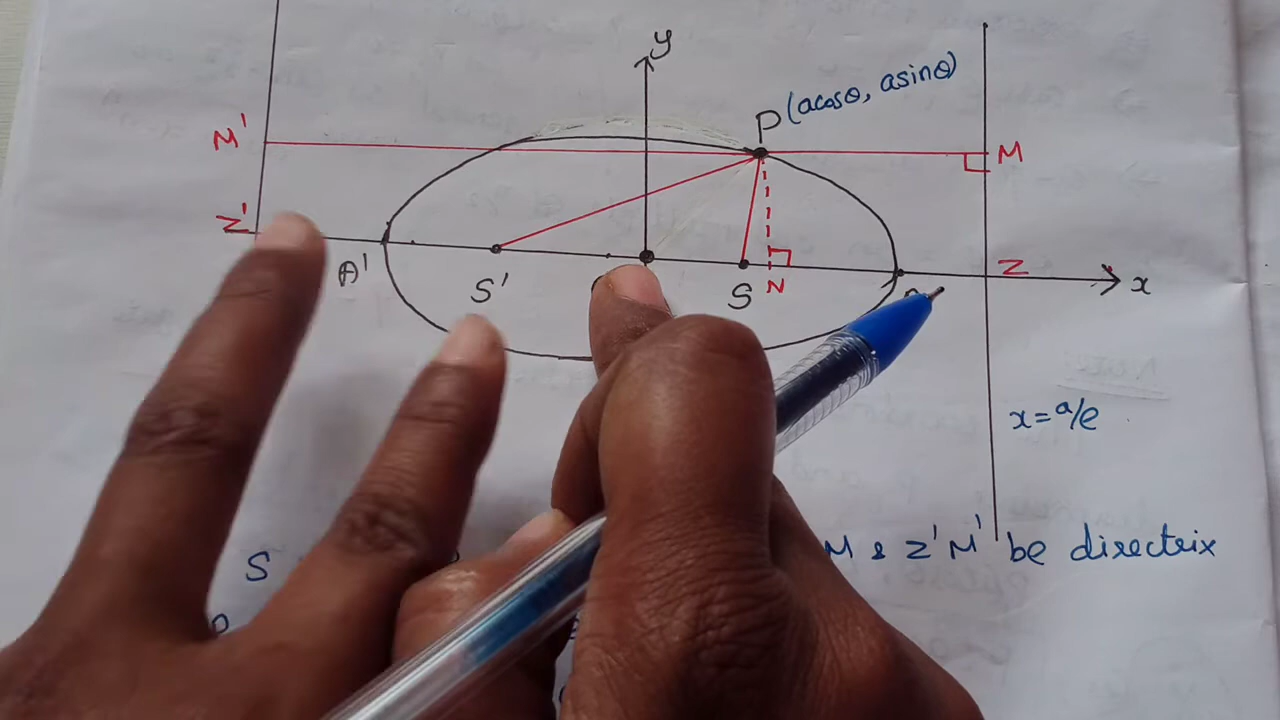 y
P (acosθ, asinθ)
M' M
Z' Z
A' S' S N x
x = a/e
S M & Z'M' be directrix